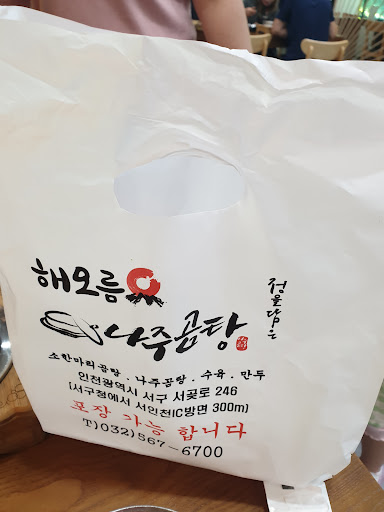 해오름
정을담은
나주곰탕
소한마리곰탕 . 나주곰탕 . 수육 . 만두
인천광역시 서구 서곶로 246
(서구청에서 서인천IC방면 300m)
포장 가능 합니다
T)032)567-6700